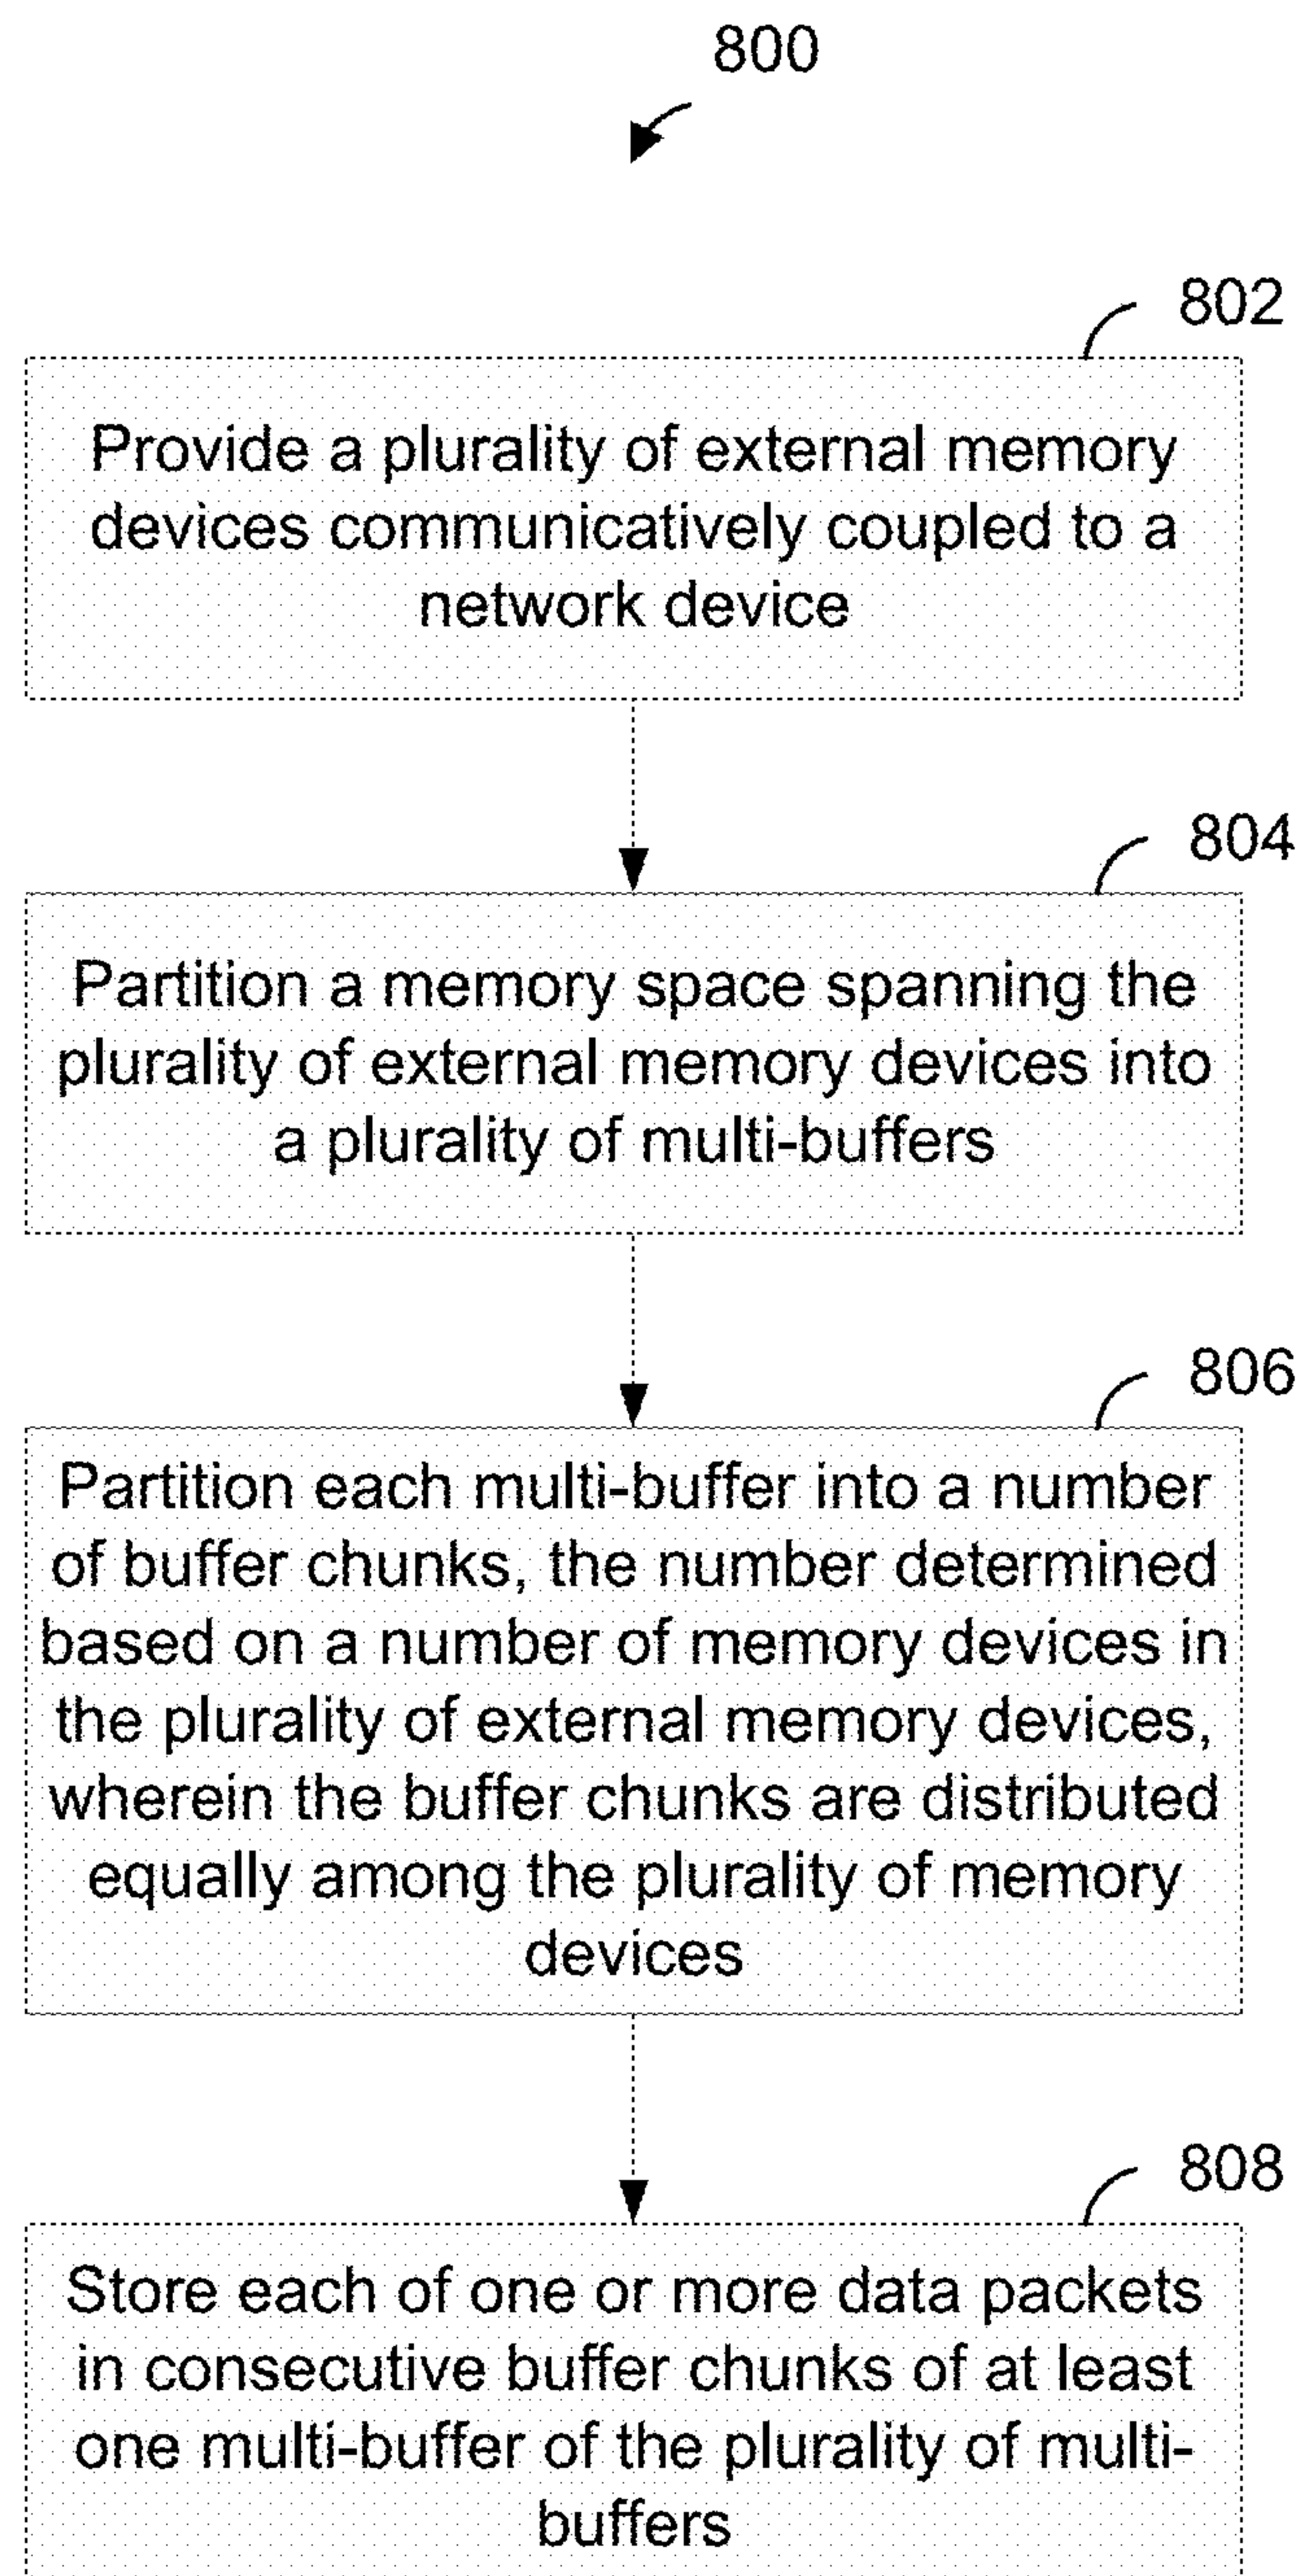 800
802
Provide a plurality of external memory
devices communicatively coupled to a
network device
804
Partition a memory space spanning the
plurality of external memory devices into
a plurality of multi-buffers
806
Partition each multi-buffer into a number
of buffer chunks, the number determined
based on a number of memory devices in
the plurality of external memory devices,
wherein the buffer chunks are distributed
equally among the plurality of memory
devices
808
Store each of one or more data packets
in consecutive buffer chunks of at least
one multi-buffer of the plurality of multi-
buffers